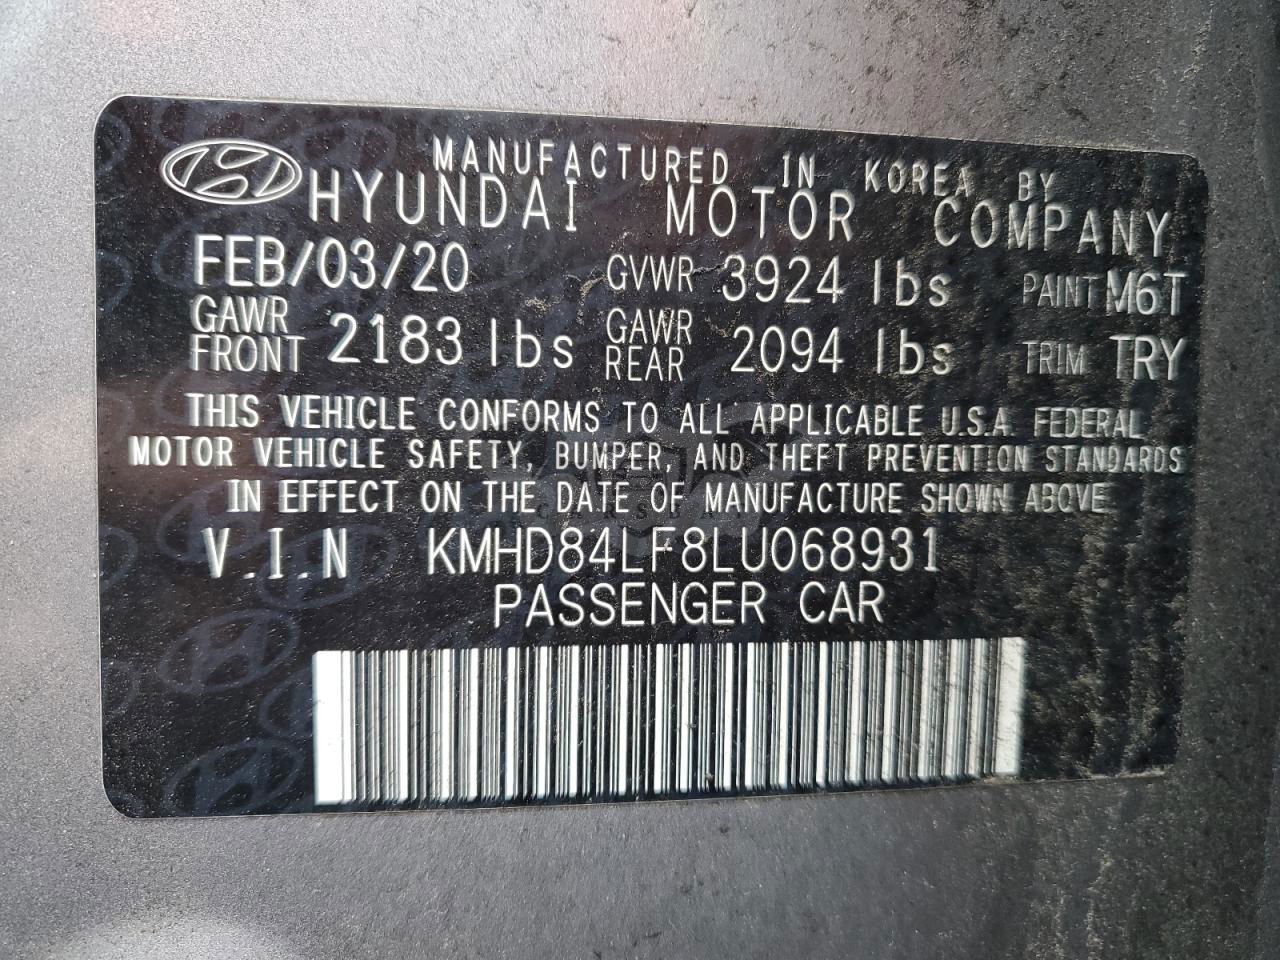 MANUFACTURED IN KOREA BY
HYUNDAI MOTOR COMPANY
FEB/03/20 GVWR 3924 lbs PAINT M6T
GAWR FRONT 2183 lbs GAWR REAR 2094 lbs TRIM TRY
THIS VEHICLE CONFORMS TO ALL APPLICABLE U.S.A. FEDERAL
MOTOR VEHICLE SAFETY, BUMPER, AND THEFT PREVENTION STANDARDS
IN EFFECT ON THE DATE OF MANUFACTURE SHOWN ABOVE
V.I.N KMHD84LF8LU068931
PASSENGER CAR